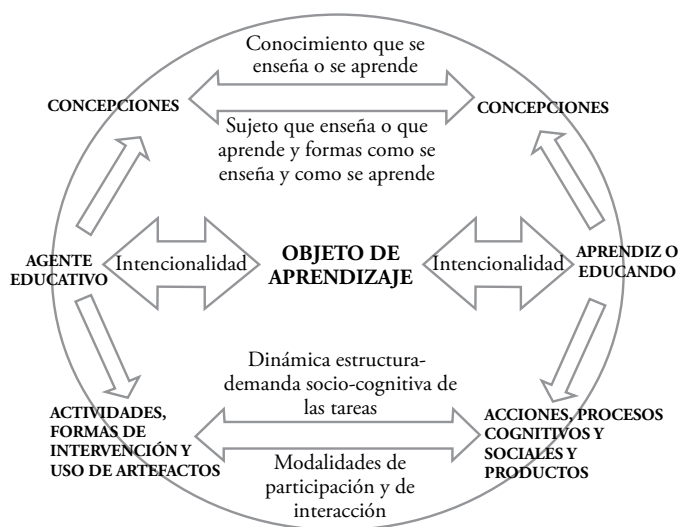 Conocimiento que se
enseña o se aprende
CONCEPCIONES
CONCEPCIONES
Sujeto que enseña o que
aprende y formas como se
enseña y como se aprende
AGENTE
EDUCATIVO
Intencionalidad
OBJETO DE
APRENDIZAJE
Intencionalidad
APRENDIZ O
EDUCANDO
Dinámica estructura-
demanda socio-cognitiva de
las tareas
ACTIVIDADES,
FORMAS DE
INTERVENCIÓN Y
USO DE ARTEFACTOS
ACCIONES, PROCESOS
COGNITIVOS Y
SOCIALES Y
PRODUCTOS
Modalidades de
participación y de
interacción